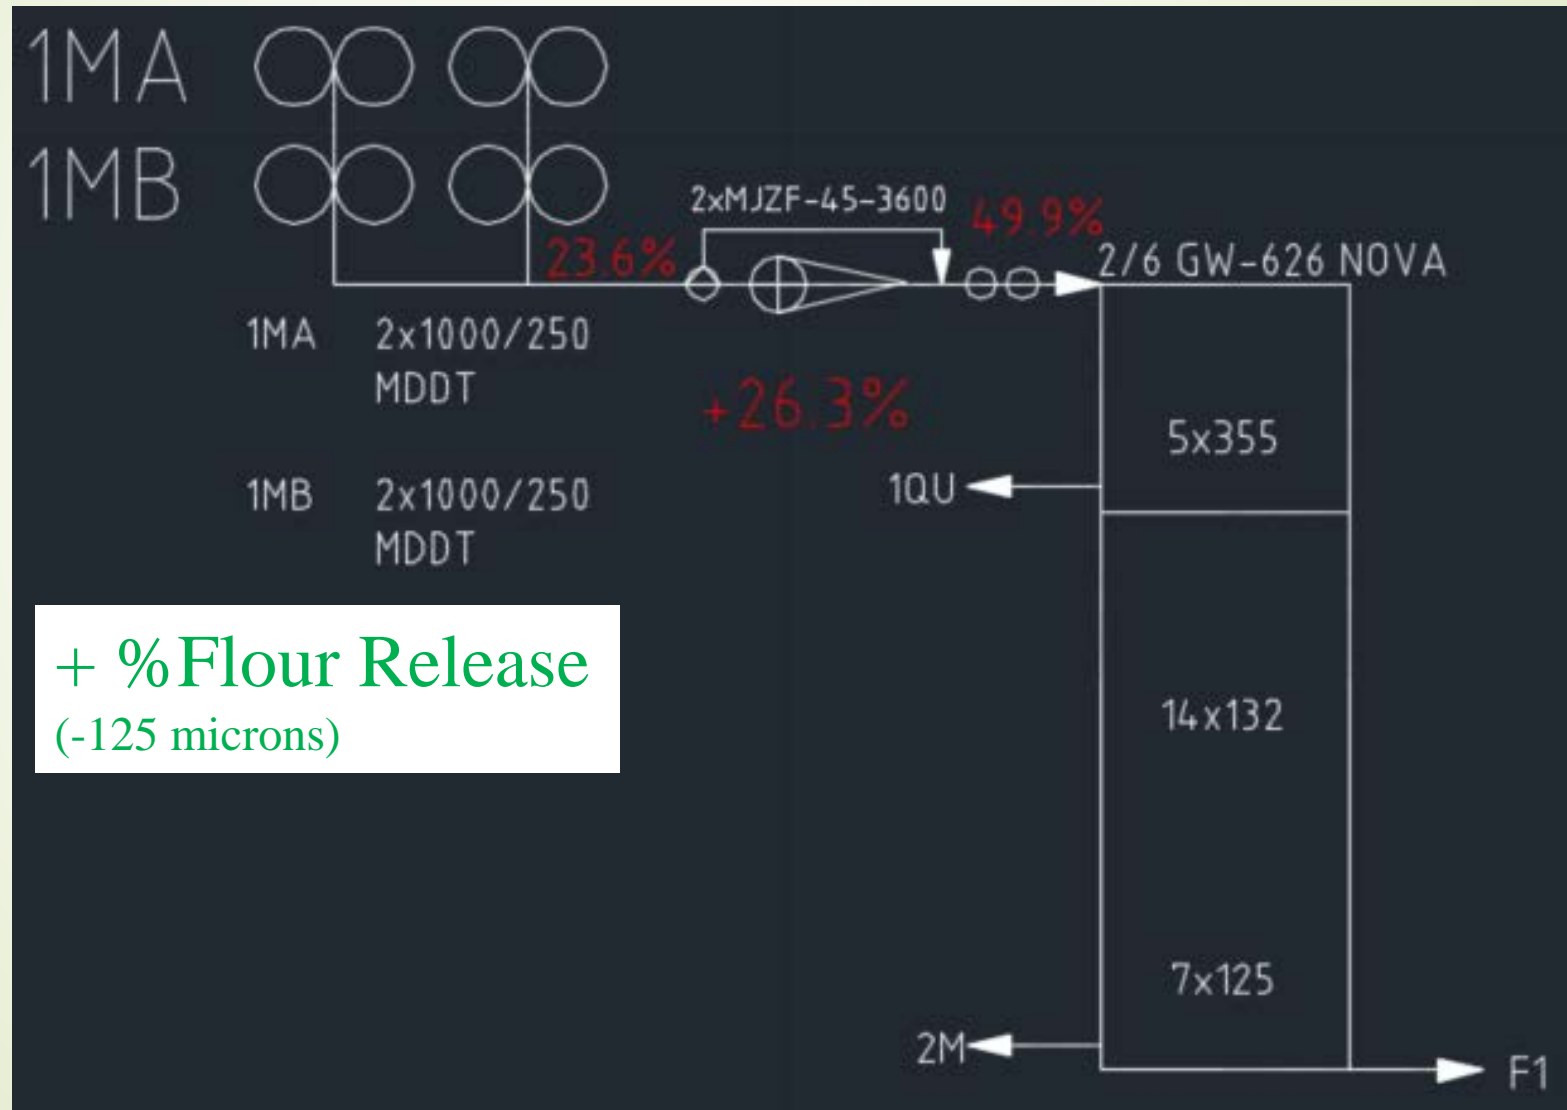 1MA
1MB
2xMJZF-45-3600
23.6%
49.9%
2/6 GW-626 NOVA
1MA 2x1000/250
MDDT
+26.3%
1MB 2x1000/250
MDDT
5x355
1QU
+ %Flour Release
(-125 microns)
14x132
7x125
2M
F1